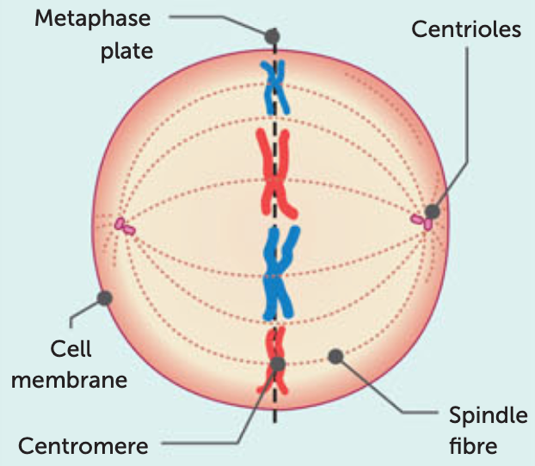 Metaphase
plate
Centrioles
Cell
membrane
Centromere
Spindle
fibre